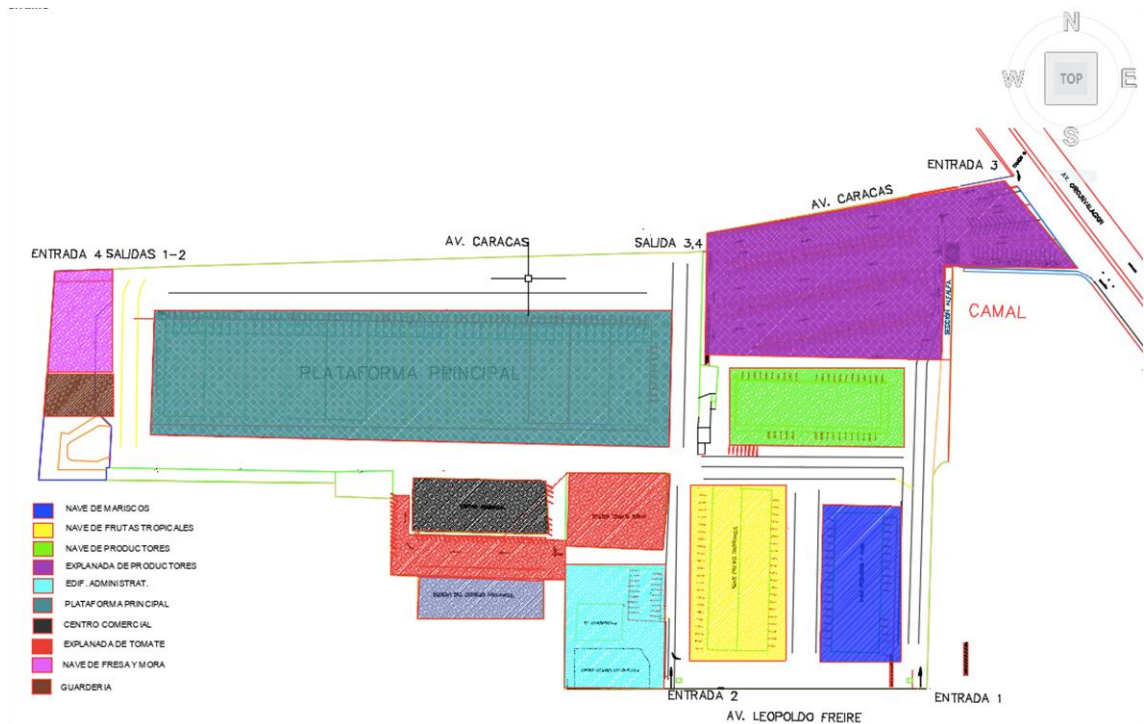 N
W
TOP
E
S
ENTRADA 3
AV. CARACAS
AV. CIRCUNVALACION
AV. CARACAS
SALIDA 3,4
ENTRADA 4 SALIDAS 1-2
CAMAL
PLATAFORMA PRINCIPAL
NAVE DE MARISCOS
NAVE DE FRUTAS TROPICALES
NAVE DE PRODUCTORES
EXPLANADA DE PRODUCTORES
EDIF. ADMINISTRAT.
PLATAFORMA PRINCIPAL
CENTRO COMERCIAL
EXPLANADA DE TOMATE
NAVE DE FRESA Y MORA
GUARDERIA
ENTRADA 2
ENTRADA 1
AV. LEOPOLDO FREIRE